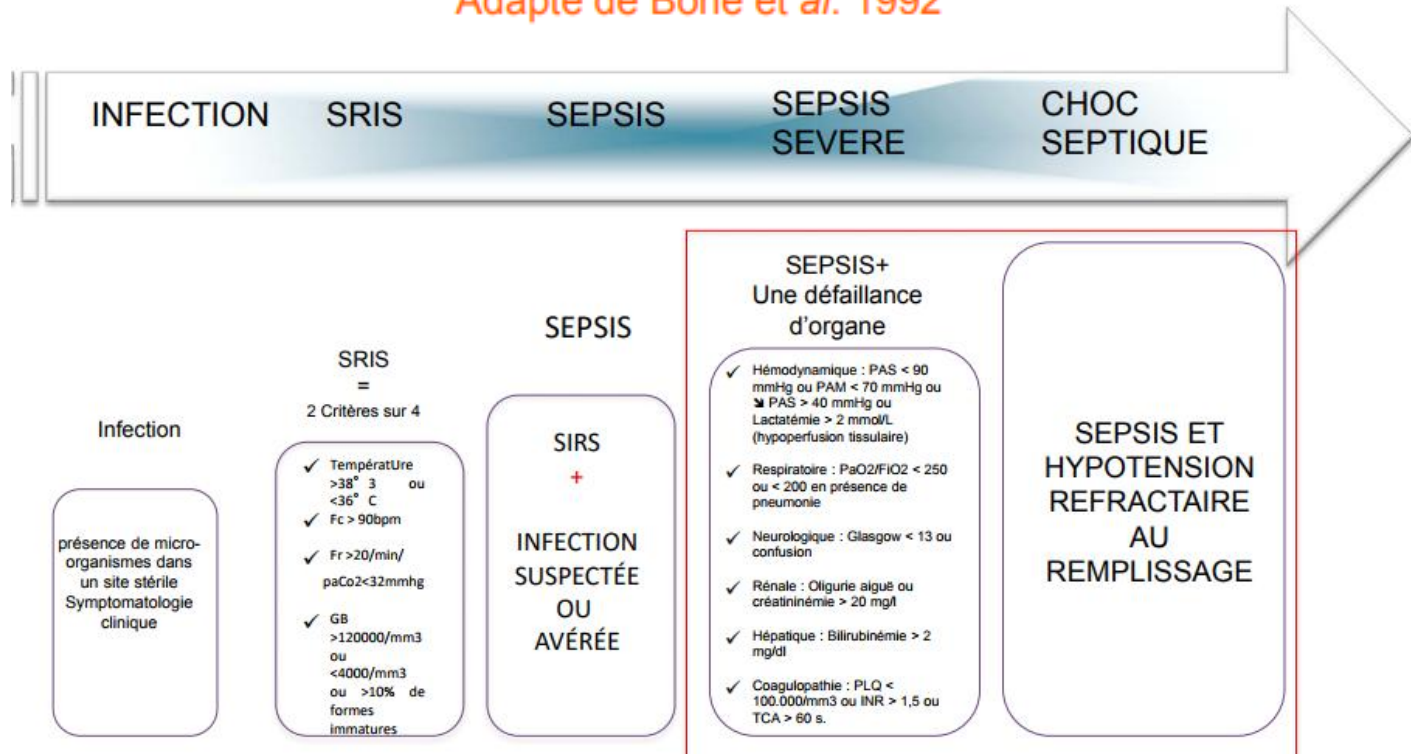 Adapté de Bone et al. 1992
INFECTION
SRIS
SEPSIS
SEPSIS
SEVERE
CHOC
SEPTIQUE
Infection
présence de micro-
organismes dans
un site stérile
Symptomatologie
clinique
SRIS
=
2 Critères sur 4
✓ TempératUre
>38° 3 ou
<36° C
✓ Fc > 90bpm
✓ Fr >20/min/
paCo2<32mmhg
✓ GB
>120000/mm3
ou
<4000/mm3
ou >10% de
formes
immatures
SEPSIS
SIRS
+
INFECTION
SUSPECTÉE
OU
AVÉRÉE
SEPSIS+
Une défaillance
d'organe
✓ Hémodynamique : PAS < 90
mmHg ou PAM < 70 mmHg ou
➘ PAS > 40 mmHg ou
Lactatémie > 2 mmol/L
(hypoperfusion tissulaire)
✓ Respiratoire : PaO2/FiO2 < 250
ou < 200 en présence de
pneumonie
✓ Neurologique : Glasgow < 13 ou
confusion
✓ Rénale : Oligurie aiguë ou
créatininémie > 20 mg/l
✓ Hépatique : Bilirubinémie > 2
mg/dl
✓ Coagulopathie : PLQ <
100.000/mm3 ou INR > 1,5 ou
TCA > 60 s.
SEPSIS ET
HYPOTENSION
REFRACTAIRE
AU
REMPLISSAGE